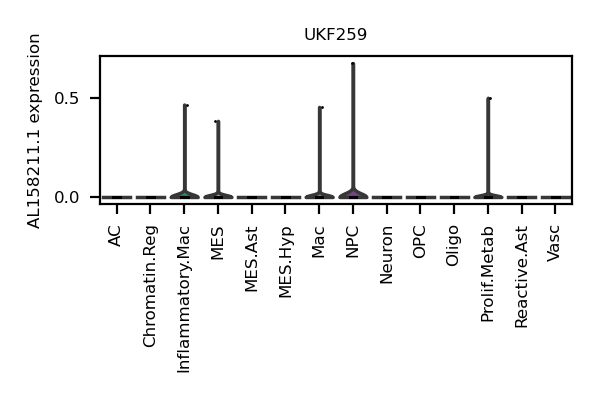 UKF259
AL158211.1 expression
0.5
0.0
AC
Chromatin.Reg
Inflammatory.Mac
MES
MES.Ast
MES.Hyp
Mac
NPC
Neuron
OPC
Oligo
Prolif.Metab
Reactive.Ast
Vasc